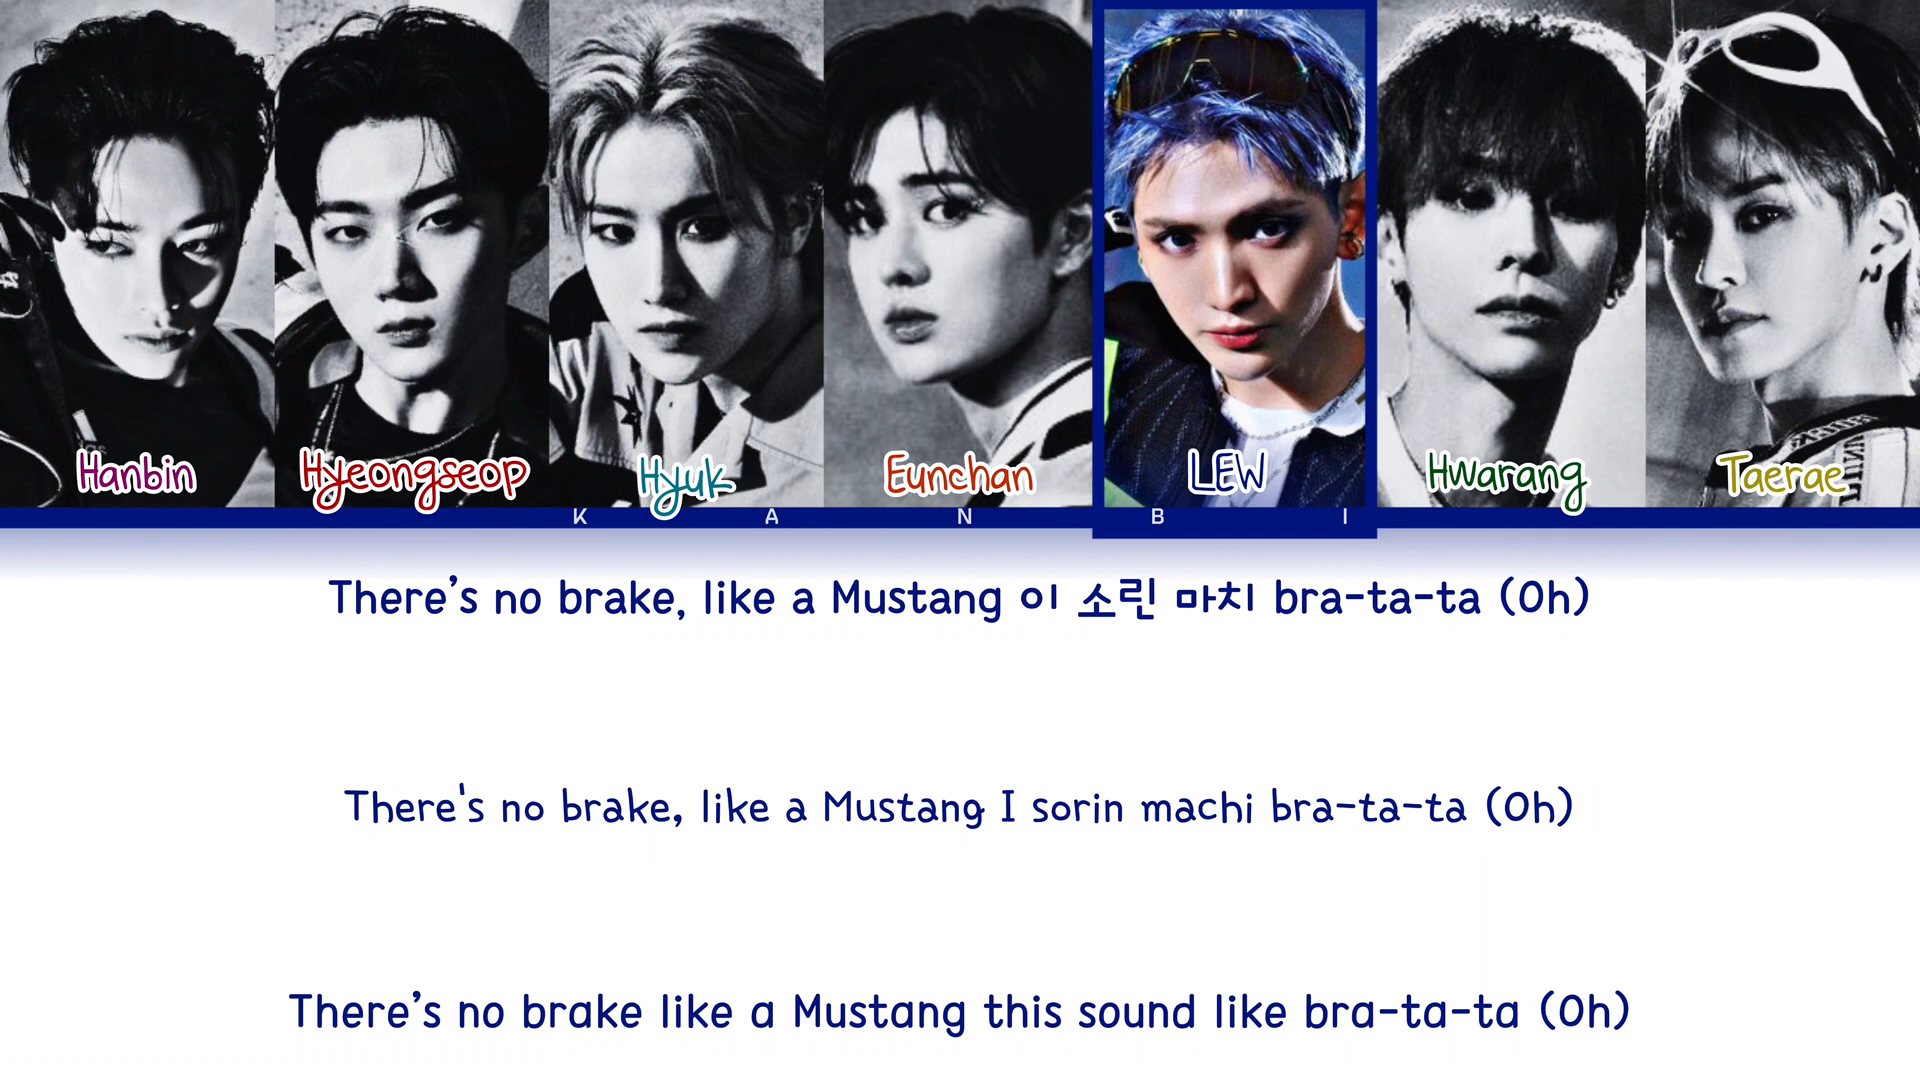 Hanbin Hyeongseop Hyuk Eunchan LEW Hwarang Taerae
K A N B I
There’s no brake, like a Mustang 이 소린 마치 bra-ta-ta (Oh)
There's no brake, like a Mustang I sorin machi bra-ta-ta (Oh)
There’s no brake like a Mustang this sound like bra-ta-ta (Oh)